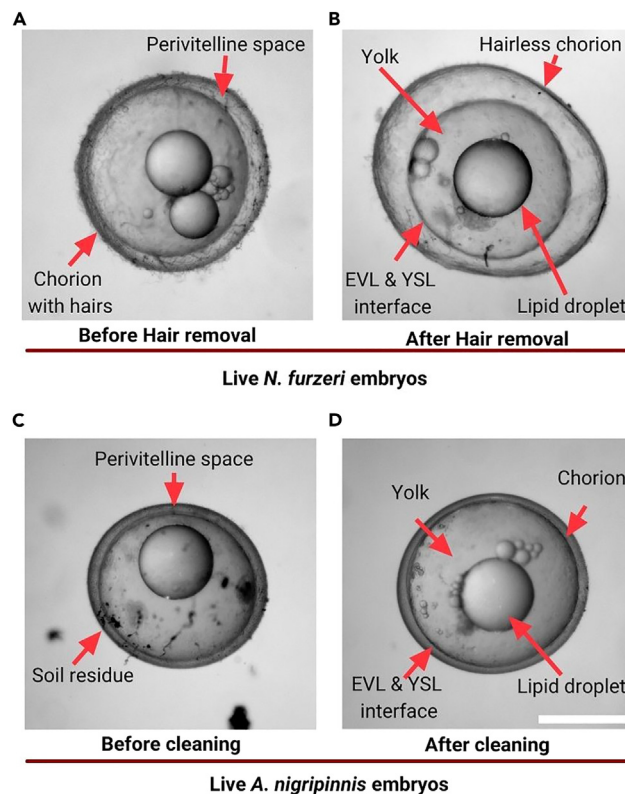 A
Perivitelline space
Chorion
with hairs
Before Hair removal
B
Hairless chorion
Yolk
EVL & YSL
interface
Lipid droplet
After Hair removal
Live N. furzeri embryos
C
Perivitelline space
Soil residue
Before cleaning
D
Chorion
Yolk
EVL & YSL
interface
Lipid droplet
After cleaning
Live A. nigripinnis embryos